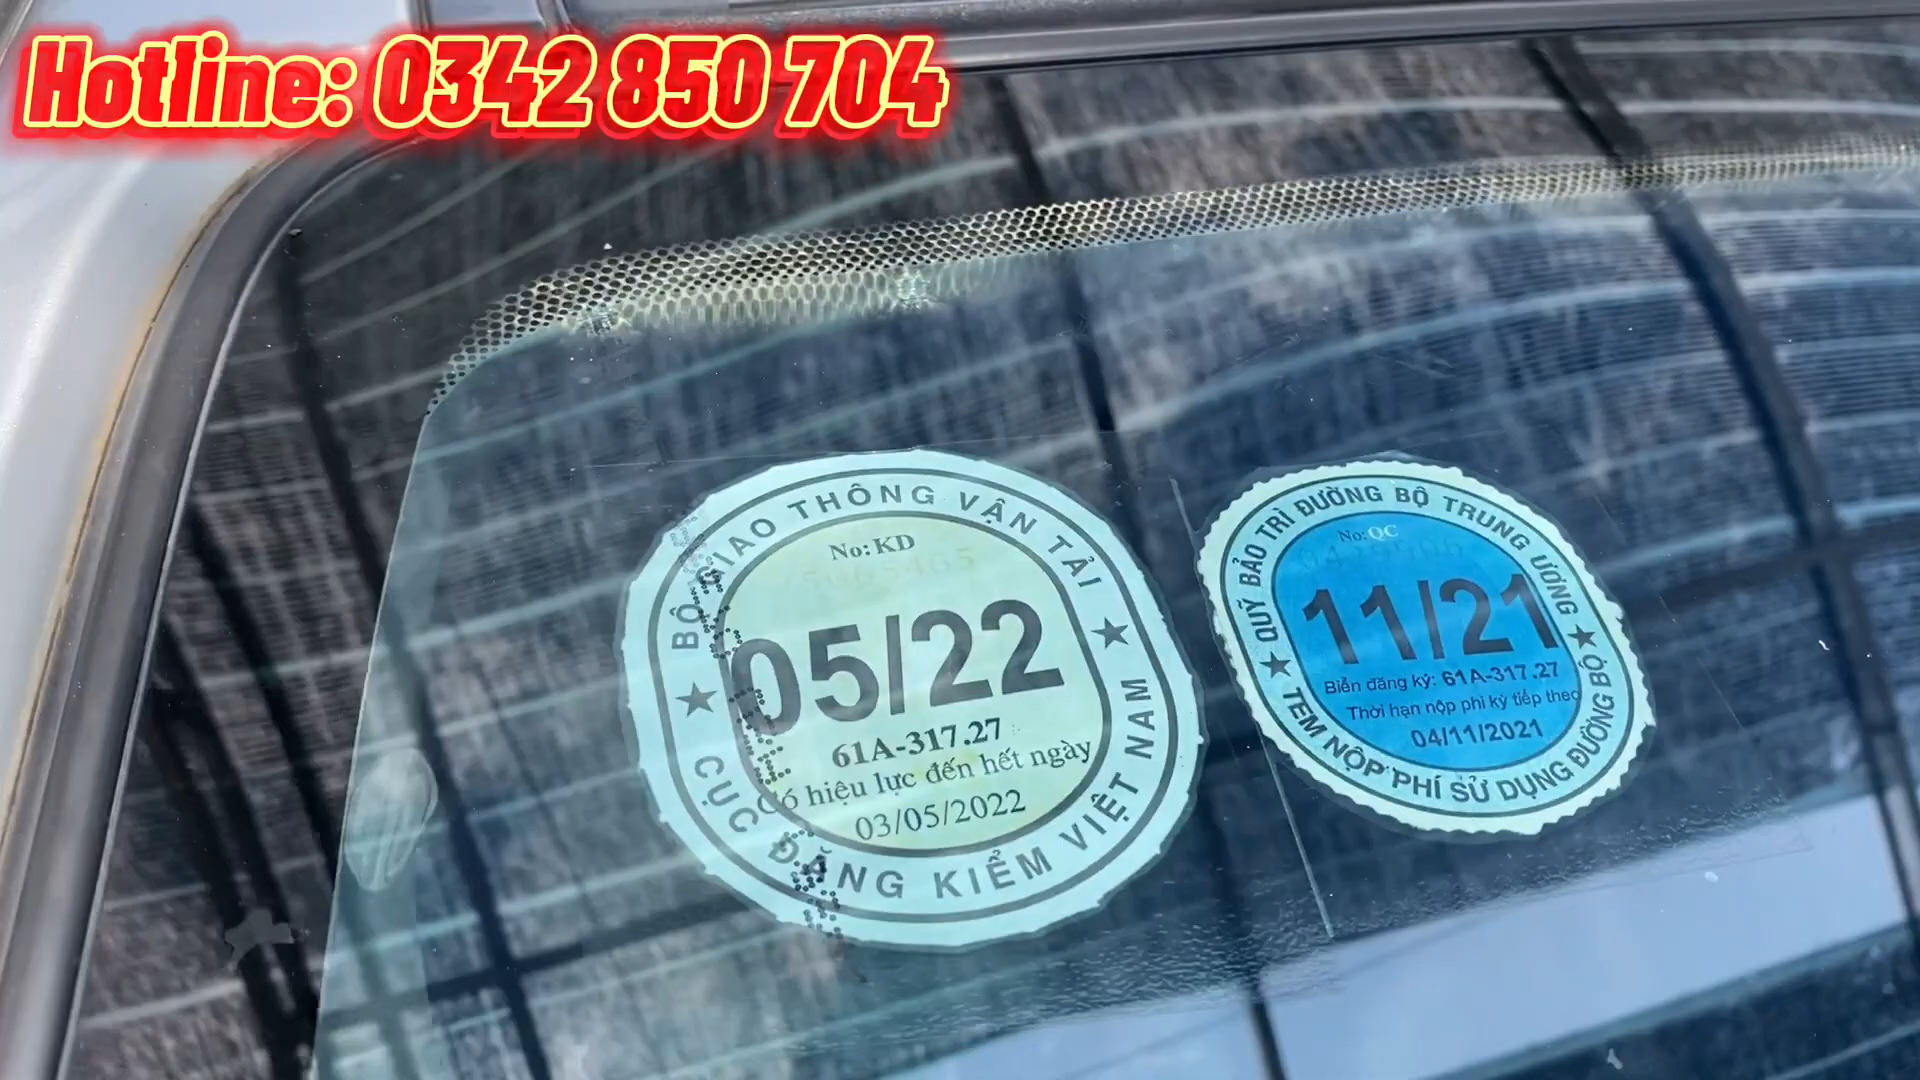 Hotline: 0342 850 704
BỘ GIAO THÔNG VẬN TẢI
No: KD
05/22
61A-317.27
Có hiệu lực đến hết ngày
03/05/2022
★ CỤC ĐĂNG KIỂM VIỆT NAM ★
QUỸ BẢO TRÌ ĐƯỜNG BỘ TRUNG ƯƠNG
No: QC
11/21
Biển đăng ký: 61A-317.27
Thời hạn nộp phí kỳ tiếp theo
04/11/2021
★ TEM NỘP PHÍ SỬ DỤNG ĐƯỜNG BỘ ★